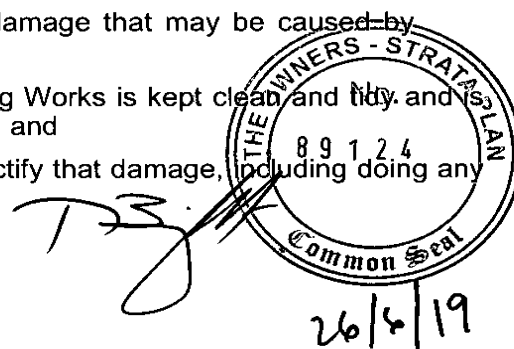 damage that may be caused by
g Works is kept clean and tidy and is
and
ctify that damage, including doing any
THE OWNERS - STRATA PLAN
No.
89124
Common Seal
26/6/19